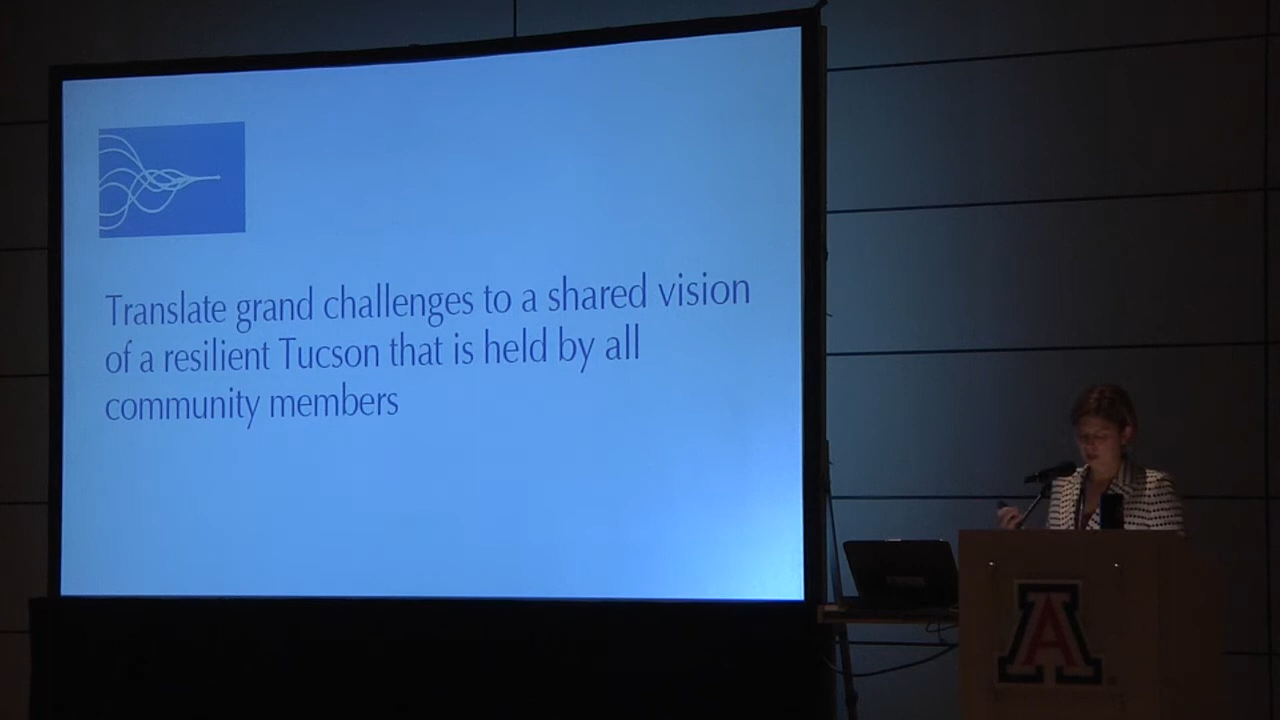 Translate grand challenges to a shared vision
of a resilient Tucson that is held by all
community members
A